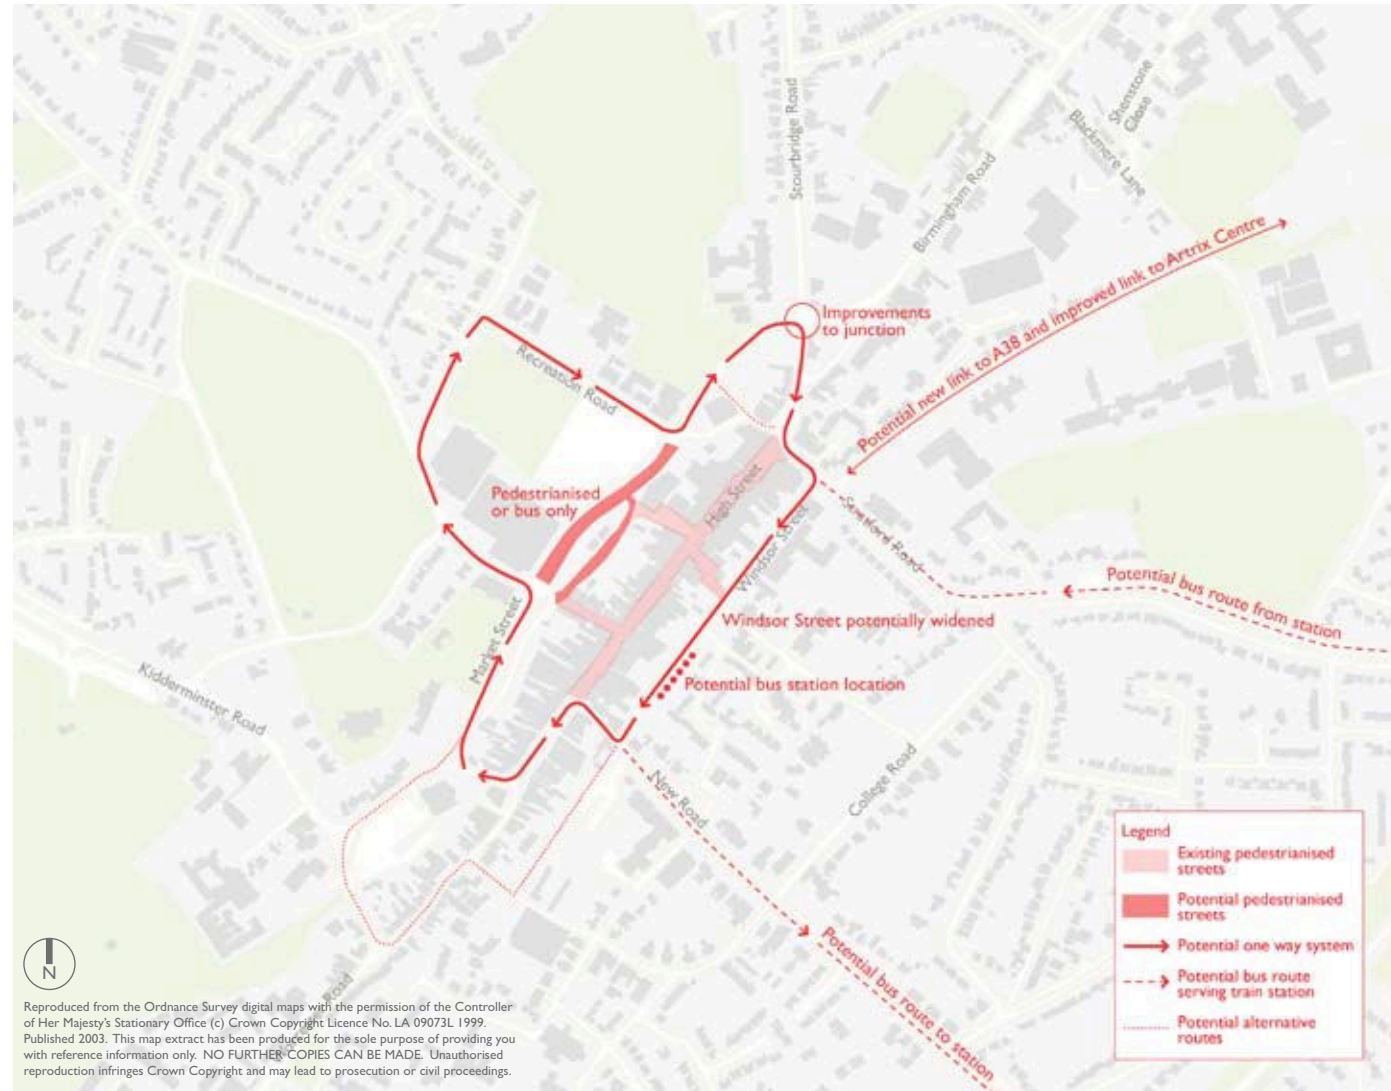 Stourbridge Road
Shenstone
Close
Blackmere Lane
Birmingham Road
Potential new link to A38 and improved link to Artrix Centre
Improvements
to junction
Recreation Road
Pedestrianised
or bus only
High Street
Windsor Street
Stratford Road
Potential bus route from station
Windsor Street potentially widened
Market Street
Potential bus station location
Kidderminster Road
New Road
College Road
Potential bus route to station
Legend
Existing pedestrianised
streets
Potential pedestrianised
streets
Potential one way system
Potential bus route
serving train station
Potential alternative
routes
N
Road
Reproduced from the Ordnance Survey digital maps with the permission of the Controller
of Her Majesty's Stationary Office (c) Crown Copyright Licence No. LA 09073L 1999.
Published 2003. This map extract has been produced for the sole purpose of providing you
with reference information only. NO FURTHER COPIES CAN BE MADE. Unauthorised
reproduction infringes Crown Copyright and may lead to prosecution or civil proceedings.